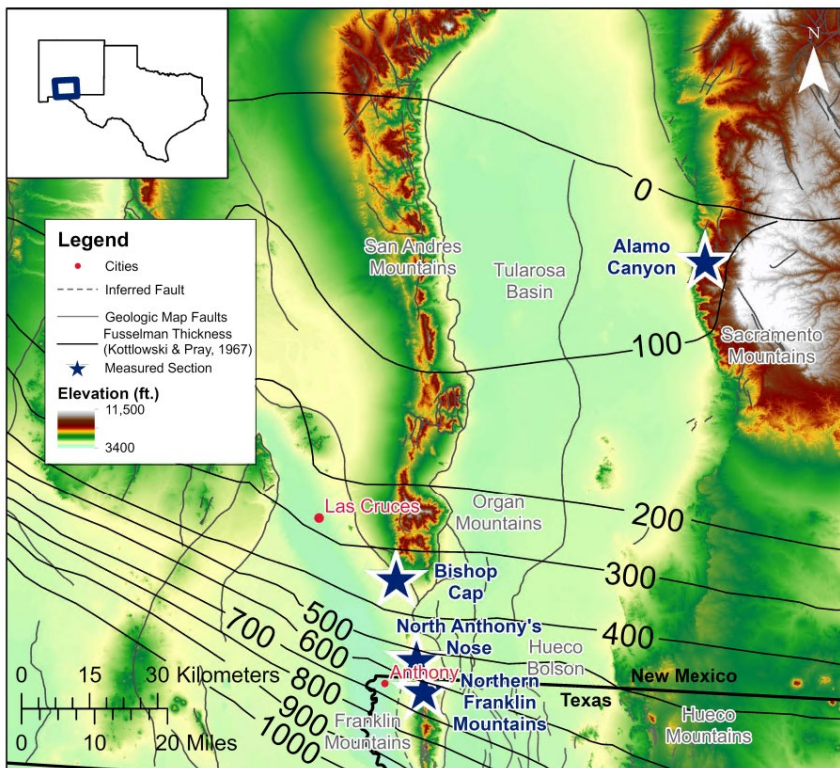 N
0
San Andres
Mountains
Alamo
Canyon
Tularosa
Basin
Legend
Cities
Inferred Fault
Geologic Map Faults
Fusselman Thickness
(Kottlowski & Pray, 1967)
Measured Section
Elevation (ft.)
11,500
3400
100
Sacramento
Mountains
Las Cruces
Organ
Mountains
200
300
Bishop
Cap
400
500
600
700
800
900
1000
North Anthony's
Nose
Hueco
Bolson
New Mexico
Texas
Anthony
Northern
Franklin
Mountains
Franklin
Mountains
Hueco
Mountains
0 15 30 Kilometers
0 10 20 Miles